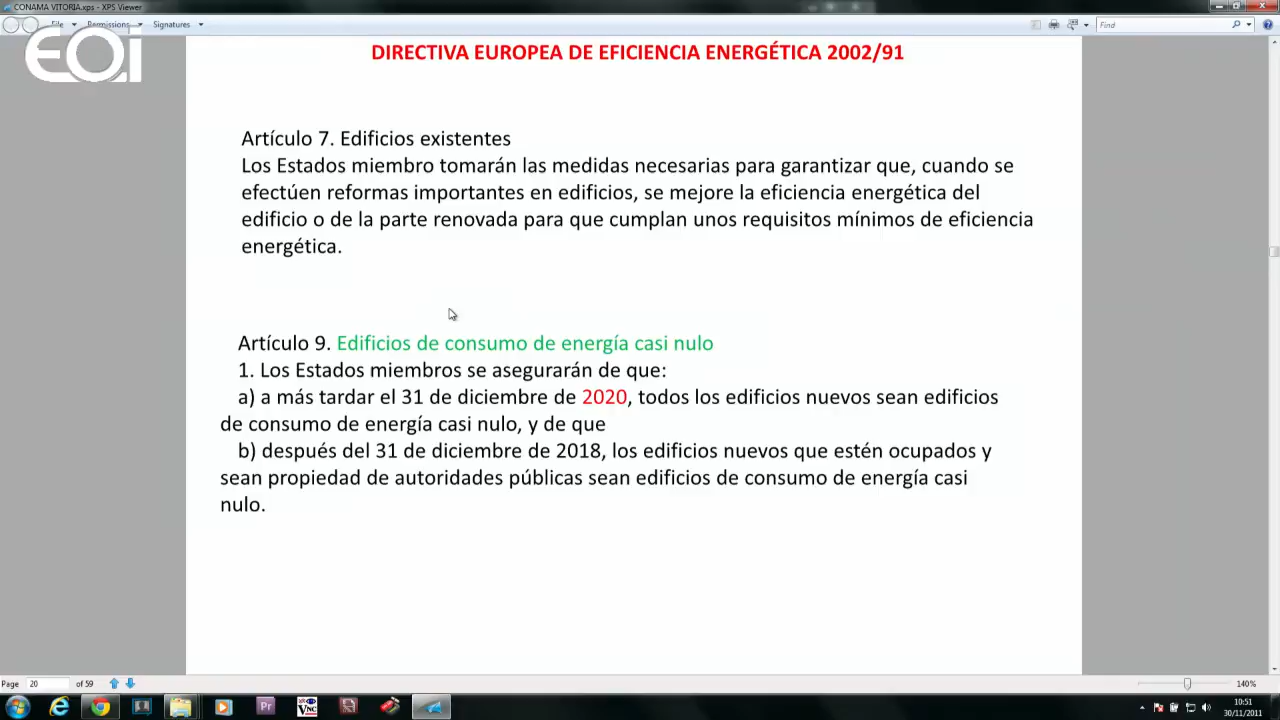 CONAMA VITORIA.xps - XPS Viewer
File Permissions Signatures Find
EOi
DIRECTIVA EUROPEA DE EFICIENCIA ENERGÉTICA 2002/91
Artículo 7. Edificios existentes
Los Estados miembro tomarán las medidas necesarias para garantizar que, cuando se
efectúen reformas importantes en edificios, se mejore la eficiencia energética del
edificio o de la parte renovada para que cumplan unos requisitos mínimos de eficiencia
energética.
Artículo 9. Edificios de consumo de energía casi nulo
1. Los Estados miembros se asegurarán de que:
a) a más tardar el 31 de diciembre de 2020, todos los edificios nuevos sean edificios
de consumo de energía casi nulo, y de que
b) después del 31 de diciembre de 2018, los edificios nuevos que estén ocupados y
sean propiedad de autoridades públicas sean edificios de consumo de energía casi
nulo.
Page 20 of 59 140%
Pr VNC 10:51
30/11/2011